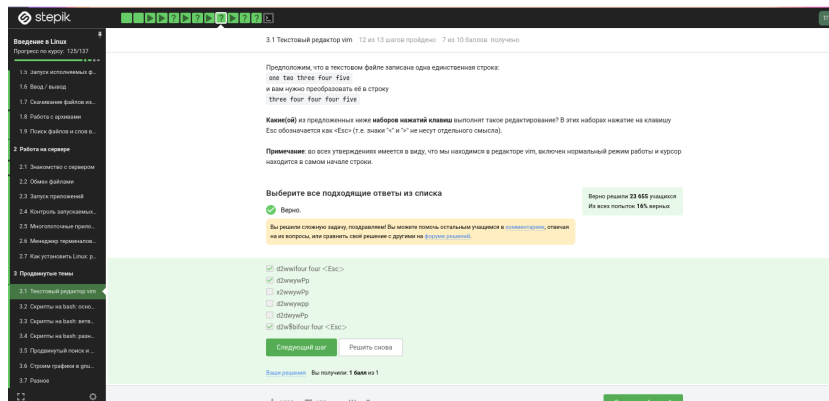 stepik
Введение в Linux
Прогресс по курсу: 125/137
1.5 Запуск исполняемых ф...
1.6 Ввод / вывод
1.7 Скачивание файлов из...
1.8 Работа с архивами
1.9 Поиск файлов и слов в...
2 Работа на сервере
2.1 Знакомство с сервером
2.2 Обмен файлами
2.3 Запуск приложений
2.4 Контроль запускаемых...
2.5 Многопоточные прило...
2.6 Менеджер терминалов...
2.7 Как установить Linux: р...
3 Продвинутые темы
3.1 Текстовый редактор vim
3.2 Скрипты на bash: осно...
3.3 Скрипты на bash: ветв...
3.4 Скрипты на bash: разн...
3.5 Продвинутый поиск и ...
3.6 Строим графики в gnu...
3.7 Разное
3.1 Текстовый редактор vim 12 из 13 шагов пройдено 7 из 10 баллов получено
Предположим, что в текстовом файле записана одна единственная строка:
one two three four five
и вам нужно преобразовать её в строку
three four four four five
Какие(ой) из предложенных ниже наборов нажатий клавиш выполнят такое редактирование? В этих наборах нажатие на клавишу
Esc обозначается как <Esc> (т.е. знаки "<" и ">" не несут отдельного смысла).
Примечание: во всех утверждениях имеется в виду, что мы находимся в редакторе vim, включен нормальный режим работы и курсор
находится в самом начале строки.
Выберите все подходящие ответы из списка
Верно решили 23 655 учащихся
Из всех попыток 16% верных
Верно.
Вы решили сложную задачу, поздравляем! Вы можете помочь остальным учащимся в комментариях, отвечая
на их вопросы, или сравнить своё решение с другими на форуме решений.
d2wwifour four <Esc>
d2wwywPp
x2wwywPp
d2wwywpp
d2dwywPp
d2w$bifour four <Esc>
Следующий шаг
Решить снова
Ваши решения Вы получили: 1 балл из 1